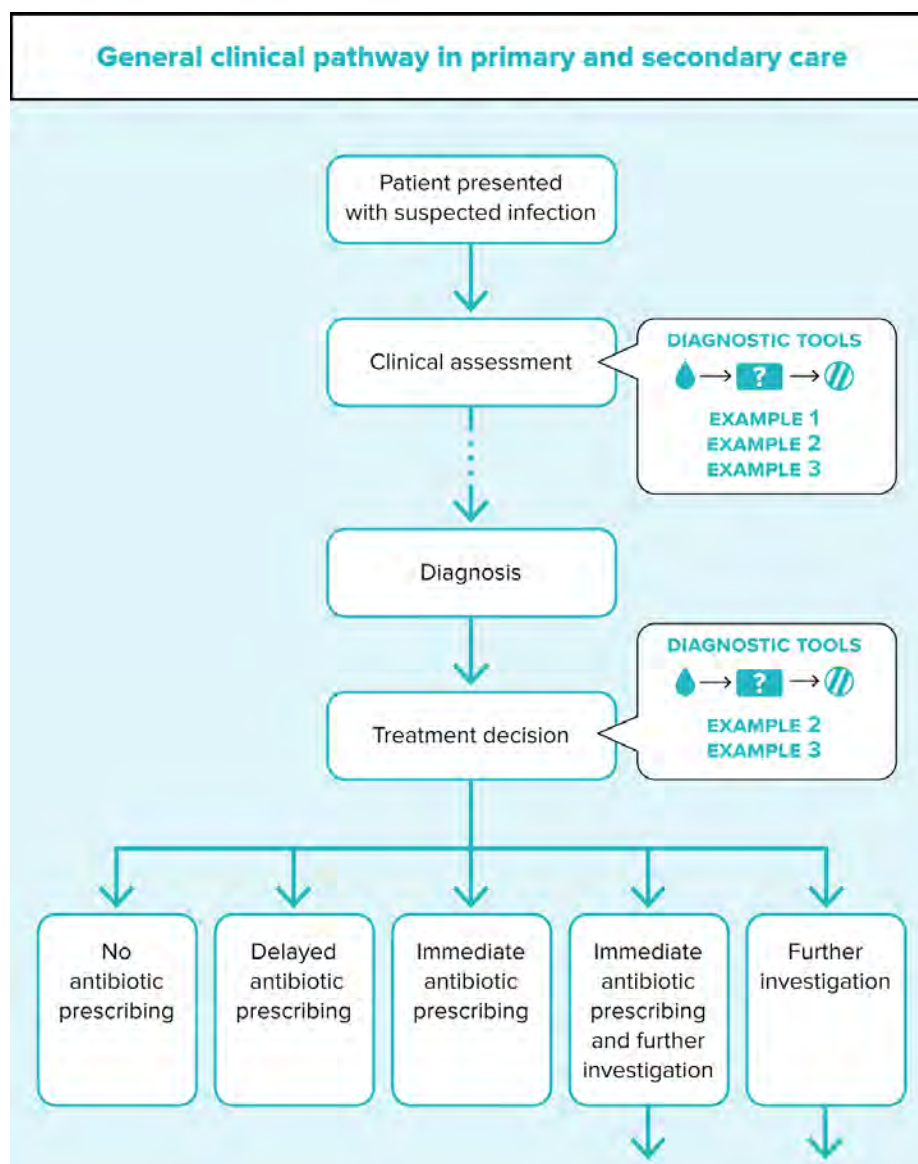 General clinical pathway in primary and secondary care
Patient presented
with suspected infection
Clinical assessment
DIAGNOSTIC TOOLS
?
EXAMPLE 1
EXAMPLE 2
EXAMPLE 3
Diagnosis
Treatment decision
DIAGNOSTIC TOOLS
?
EXAMPLE 2
EXAMPLE 3
No
antibiotic
prescribing
Delayed
antibiotic
prescribing
Immediate
antibiotic
prescribing
Immediate
antibiotic
prescribing
and further
investigation
Further
investigation